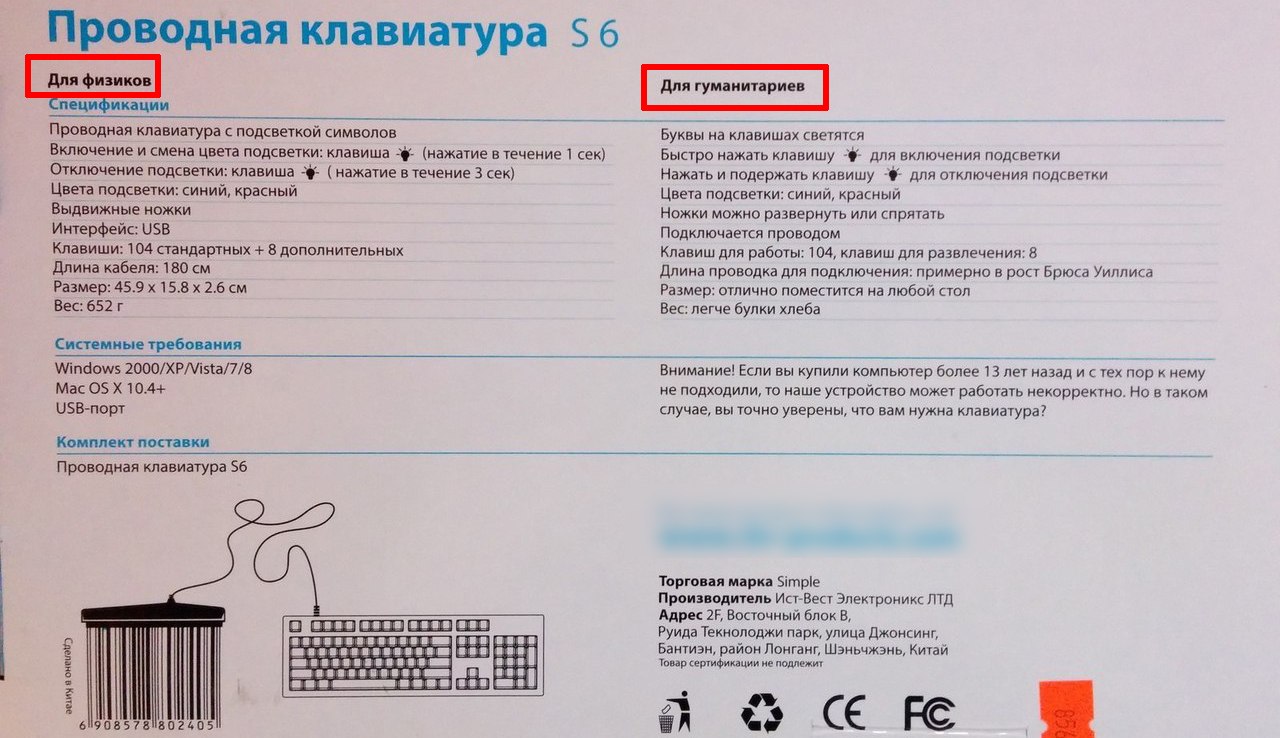 Проводная клавиатура S 6
Для физиков
Спецификации
Проводная клавиатура с подсветкой символов
Включение и смена цвета подсветки: клавиша (нажатие в течение 1 сек)
Отключение подсветки: клавиша ( нажатие в течение 3 сек)
Цвета подсветки: синий, красный
Выдвижные ножки
Интерфейс: USB
Клавиши: 104 стандартных + 8 дополнительных
Длина кабеля: 180 см
Размер: 45.9 x 15.8 x 2.6 см
Вес: 652 г
Для гуманитариев
Буквы на клавишах светятся
Быстро нажать клавишу для включения подсветки
Нажать и подержать клавишу для отключения подсветки
Цвета подсветки: синий, красный
Ножки можно развернуть или спрятать
Подключается проводом
Клавиш для работы: 104, клавиш для развлечения: 8
Длина проводка для подключения: примерно в рост Брюса Уиллиса
Размер: отлично поместится на любой стол
Вес: легче булки хлеба
Системные требования
Windows 2000/XP/Vista/7/8
Mac OS X 10.4+
USB-порт
Внимание! Если вы купили компьютер более 13 лет назад и с тех пор к нему
не подходили, то наше устройство может работать некорректно. Но в таком
случае, вы точно уверены, что вам нужна клавиатура?
Комплект поставки
Проводная клавиатура S6
Сделано в Китае
6 908578 802405
Торговая марка Simple
Производитель Ист-Вест Электроникс ЛТД
Адрес 2F, Восточный блок В,
Руида Текнолоджи парк, улица Джонсинг,
Бантиэн, район Лонганг, Шэньчжэнь, Китай
Товар сертификации не подлежит
CE FC